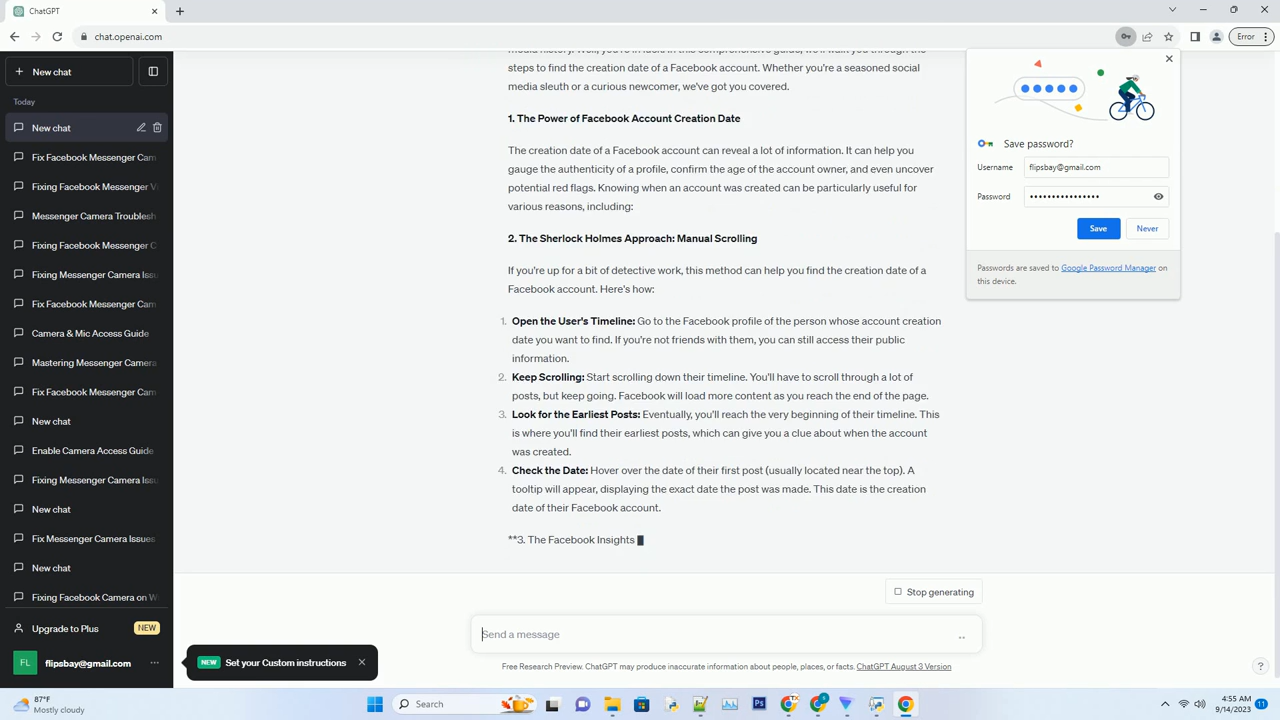 ChatGPT
chat.openai.com
Error
New chat
Today
New chat
Fix Facebook Messenger Cam
Fixing Facebook Messenger V
Messenger Camera Troublesh
Fixing Facebook Messenger C
Fixing Messenger Camera Issu
Fix Facebook Messenger Cam
Camera & Mic Access Guide
Mastering Messenger Camera
Fix Facebook Messenger Cam
New chat
Enable Camera Access Guide
Fixing Messenger Camera Issu
New chat
Fix Messenger Camera Issues
New chat
Fixing Facebook Camera on W
Upgrade to Plus NEW
FL flipsbay@gmail.com
NEW Set your Custom instructions
steps to find the creation date of a Facebook account. Whether you're a seasoned social
media sleuth or a curious newcomer, we've got you covered.
1. The Power of Facebook Account Creation Date
The creation date of a Facebook account can reveal a lot of information. It can help you
gauge the authenticity of a profile, confirm the age of the account owner, and even uncover
potential red flags. Knowing when an account was created can be particularly useful for
various reasons, including:
2. The Sherlock Holmes Approach: Manual Scrolling
If you're up for a bit of detective work, this method can help you find the creation date of a
Facebook account. Here's how:
1. Open the User's Timeline: Go to the Facebook profile of the person whose account creation
date you want to find. If you're not friends with them, you can still access their public
information.
2. Keep Scrolling: Start scrolling down their timeline. You'll have to scroll through a lot of
posts, but keep going. Facebook will load more content as you reach the end of the page.
3. Look for the Earliest Posts: Eventually, you'll reach the very beginning of their timeline. This
is where you'll find their earliest posts, which can give you a clue about when the account
was created.
4. Check the Date: Hover over the date of their first post (usually located near the top). A
tooltip will appear, displaying the exact date the post was made. This date is the creation
date of their Facebook account.
**3. The Facebook Insights
Stop generating
Send a message
Free Research Preview. ChatGPT may produce inaccurate information about people, places, or facts. ChatGPT August 3 Version
?
Save password?
Username flipsbay@gmail.com
Password ••••••••••••••••
Save Never
Passwords are saved to Google Password Manager on
this device.
87°F
Mostly cloudy
Search
4:55 AM
9/14/2023
11